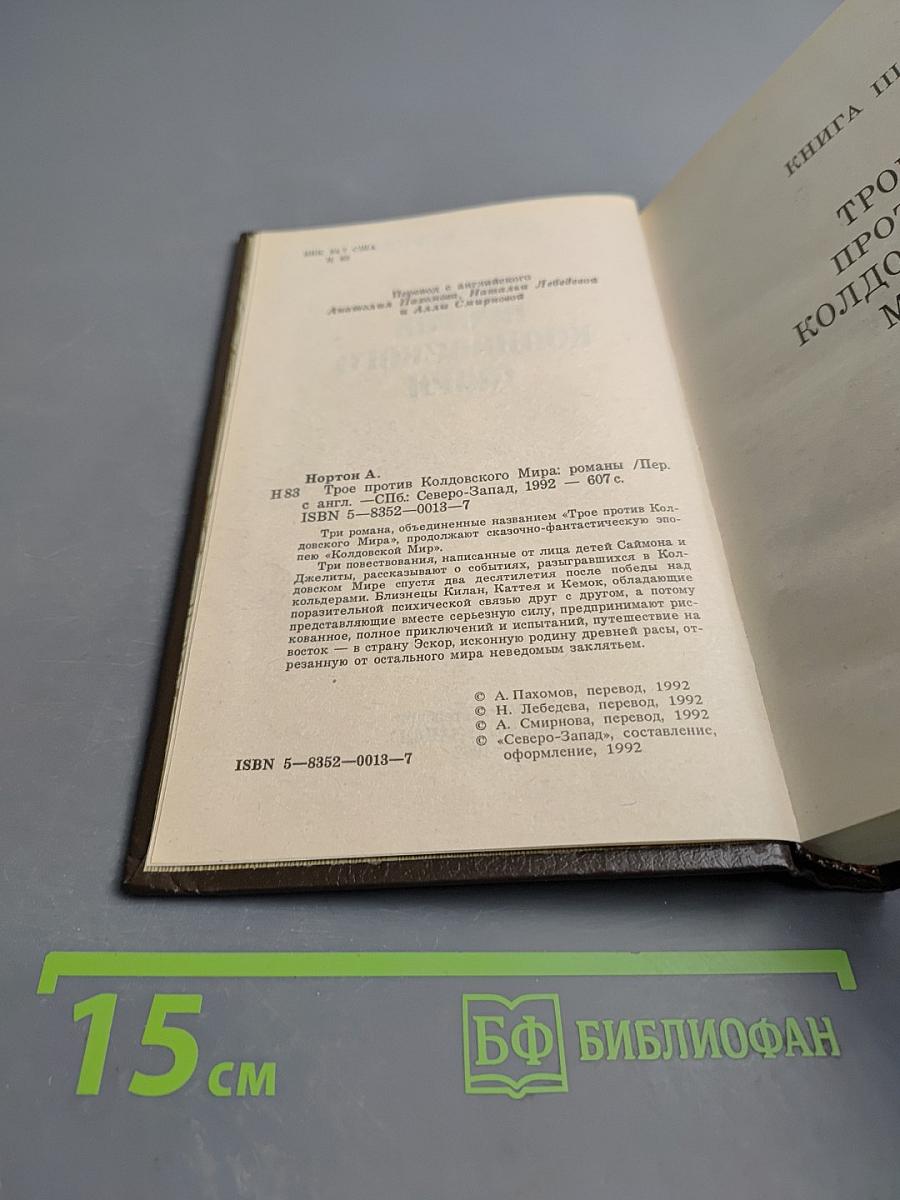 Перевод с английского
Анатолия Пахомова, Натальи Лебедевой
и Аллы Смирновой
Нортон А.
Н 83 Трое против Колдовского Мира: романы /Пер.
с англ. —СПб.: Северо-Запад, 1992 — 607 с.
ISBN 5—8352—0013—7
Три романа, объединенные названием «Трое против Кол-
довского Мира», продолжают сказочно-фантастическую эпо-
пею «Колдовской Мир».
Три повествования, написанные от лица детей Саймона и
Джелиты, рассказывают о событиях, разыгравшихся в Кол-
довском Мире спустя два десятилетия после победы над
кольдерами. Близнецы Килан, Каттея и Кемок, обладающие
поразительной психической связью друг с другом, а потому
представляющие вместе серьезную силу, предпринимают рис-
кованное, полное приключений и испытаний, путешествие на
восток — в страну Эскор, исконную родину древней расы, от-
резанную от остального мира неведомым заклятьем.
© А. Пахомов, перевод, 1992
© Н. Лебедева, перевод, 1992
© А. Смирнова, перевод, 1992
© «Северо-Запад», составление,
оформление, 1992
ISBN 5—8352—0013—7
КНИГА
ТРО
ПРОТ
КОЛДО
М
15 см
БФ БИБЛИОФАН